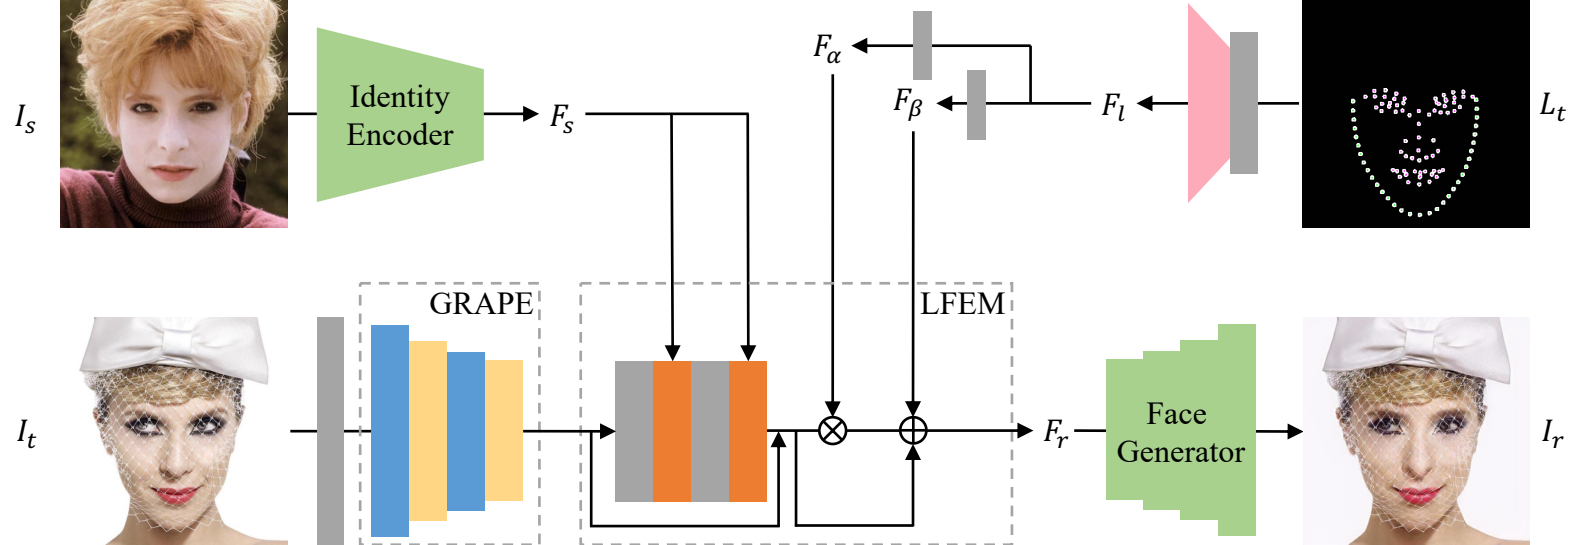 I_s
Identity
Encoder
F_s
F_α
F_β
F_l
L_t
GRAPE
LFEM
I_t
F_r
Face
Generator
I_r